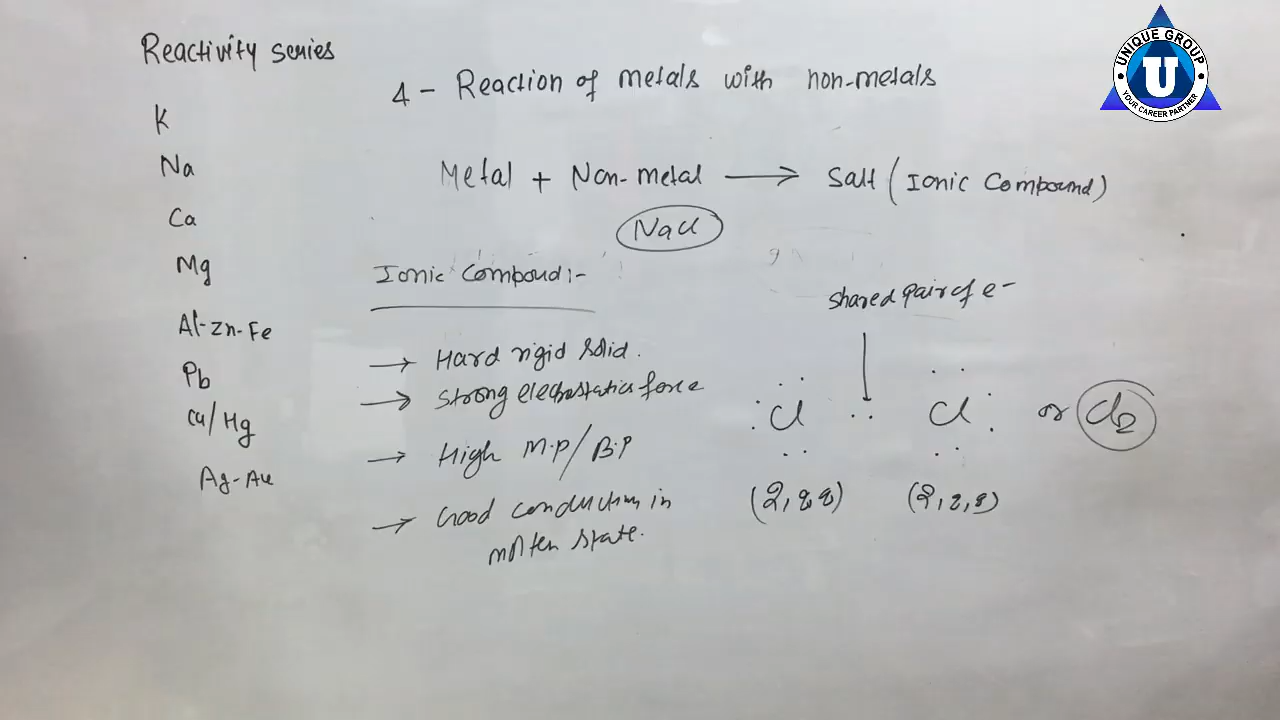 Reactivity series
K
Na
Ca
Mg
Al-Zn-Fe
Pb
Cu/Hg
Ag-Au
4 - Reaction of metals with non-metals
Metal + Non-metal → Salt (Ionic Compound)
NaCl
Ionic Compoud:-
→ Hard rigid solid.
→ Strong electrostatics force
→ High M.P/B.P
→ Good conduction in
molten state.
shared pair of e-
Cl Cl or Cl2
(2,8,8) (2,8,8)
UNIQUE GROUP
U
YOUR CAREER PARTNER